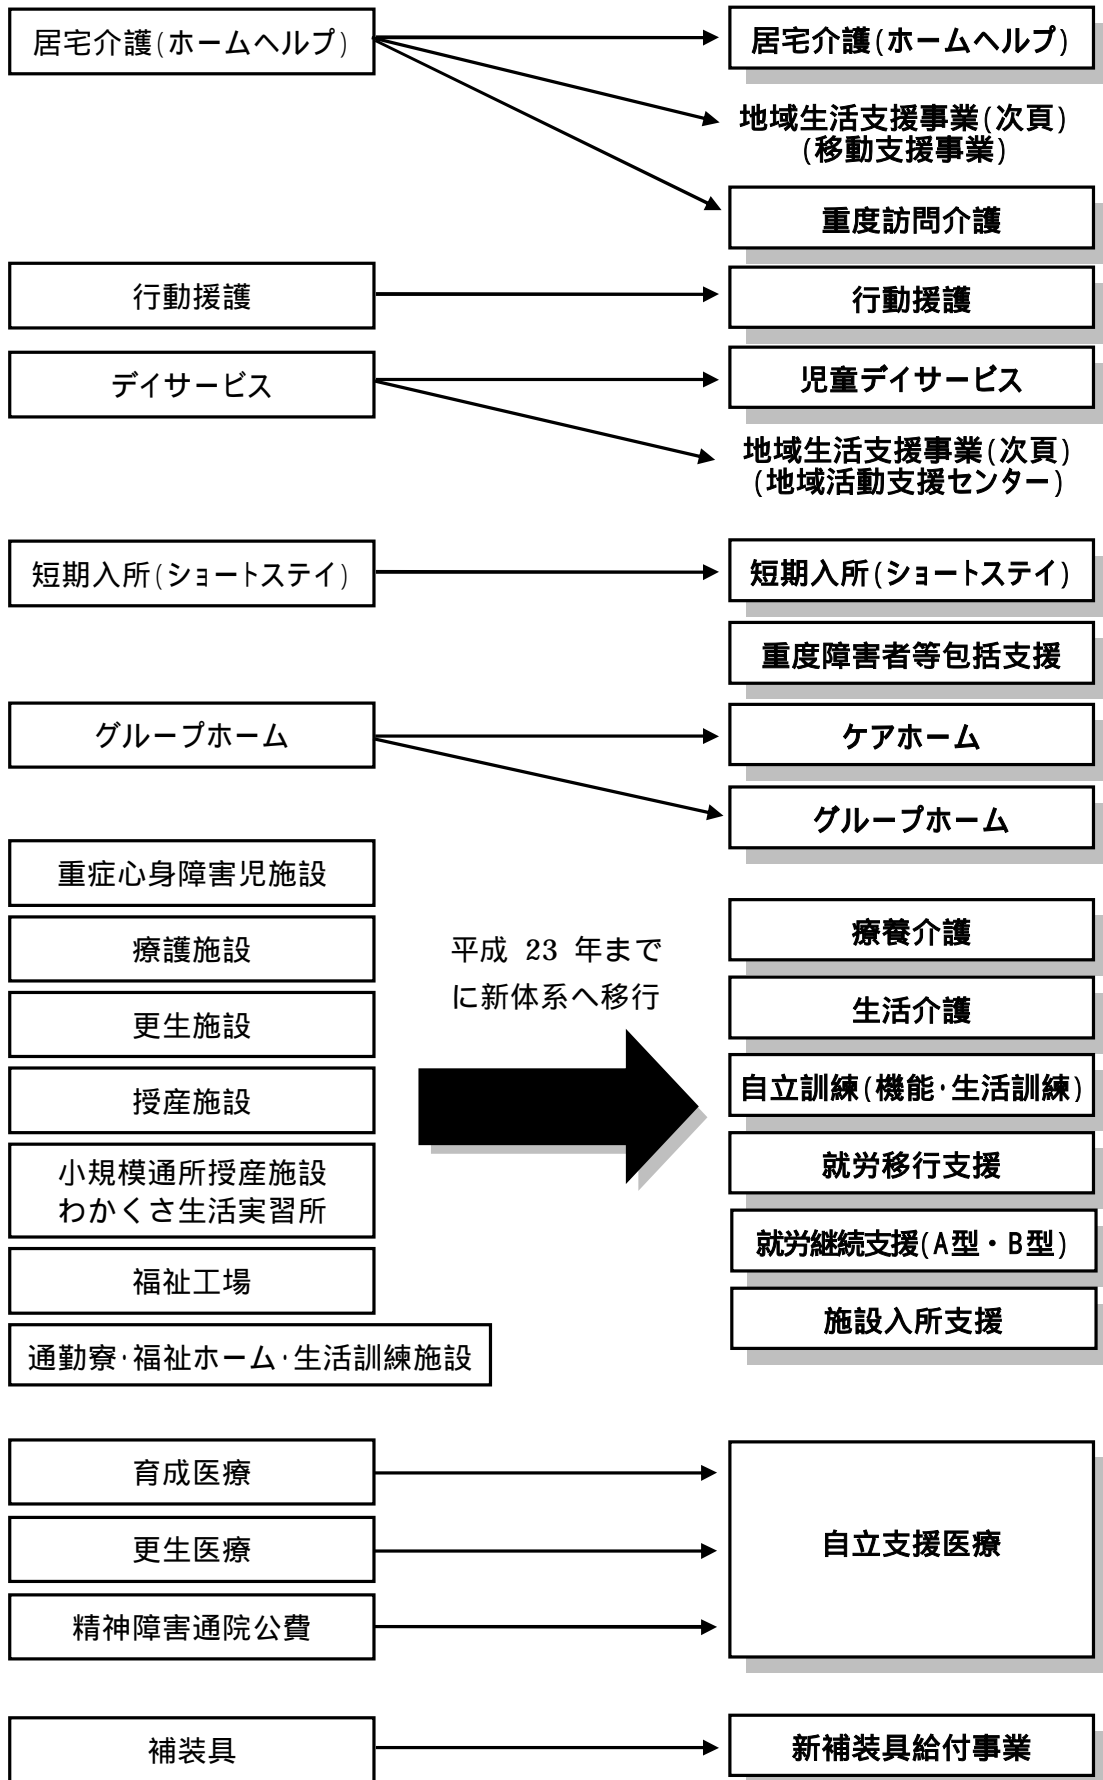 居宅介護(ホームヘルプ)
居宅介護(ホームヘルプ)
地域生活支援事業(次頁)
(移動支援事業)
重度訪問介護
行動援護
行動援護
デイサービス
児童デイサービス
地域生活支援事業(次頁)
(地域活動支援センター)
短期入所(ショートステイ)
短期入所(ショートステイ)
重度障害者等包括支援
グループホーム
ケアホーム
グループホーム
重症心身障害児施設
療護施設
更生施設
授産施設
小規模通所授産施設
わかくさ生活実習所
福祉工場
通勤寮・福祉ホーム・生活訓練施設
平成 23 年まで
に新体系へ移行
療養介護
生活介護
自立訓練(機能・生活訓練)
就労移行支援
就労継続支援(A型・B型)
施設入所支援
育成医療
更生医療
精神障害通院公費
自立支援医療
補装具
新補装具給付事業